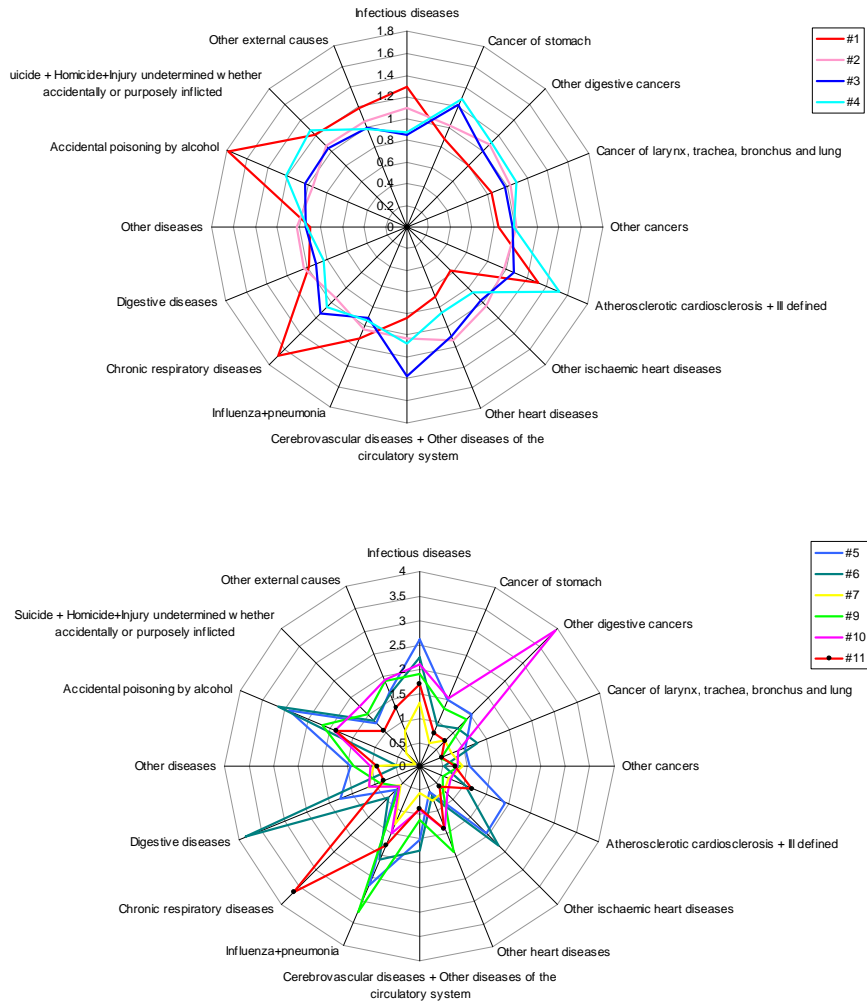 Infectious diseases
1.8
1.6
1.4
1.2
1
0.8
0.6
0.4
0.2
0
Cancer of stomach
Other digestive cancers
Cancer of larynx, trachea, bronchus and lung
Other cancers
Atherosclerotic cardiosclerosis + Ill defined
Other ischaemic heart diseases
Other heart diseases
Cerebrovascular diseases + Other diseases of the
circulatory system
Influenza+pneumonia
Chronic respiratory diseases
Digestive diseases
Other diseases
Accidental poisoning by alcohol
uicide + Homicide+Injury undetermined whether
accidentally or purposely inflicted
Other external causes
#1
#2
#3
#4
Infectious diseases
4
3.5
3
2.5
2
1.5
1
0.5
0
Cancer of stomach
Other digestive cancers
Cancer of larynx, trachea, bronchus and lung
Other cancers
Atherosclerotic cardiosclerosis + Ill defined
Other ischaemic heart diseases
Other heart diseases
Cerebrovascular diseases + Other diseases of the
circulatory system
Influenza+pneumonia
Chronic respiratory diseases
Digestive diseases
Other diseases
Accidental poisoning by alcohol
Suicide + Homicide+Injury undetermined whether
accidentally or purposely inflicted
Other external causes
#5
#6
#7
#9
#10
#11